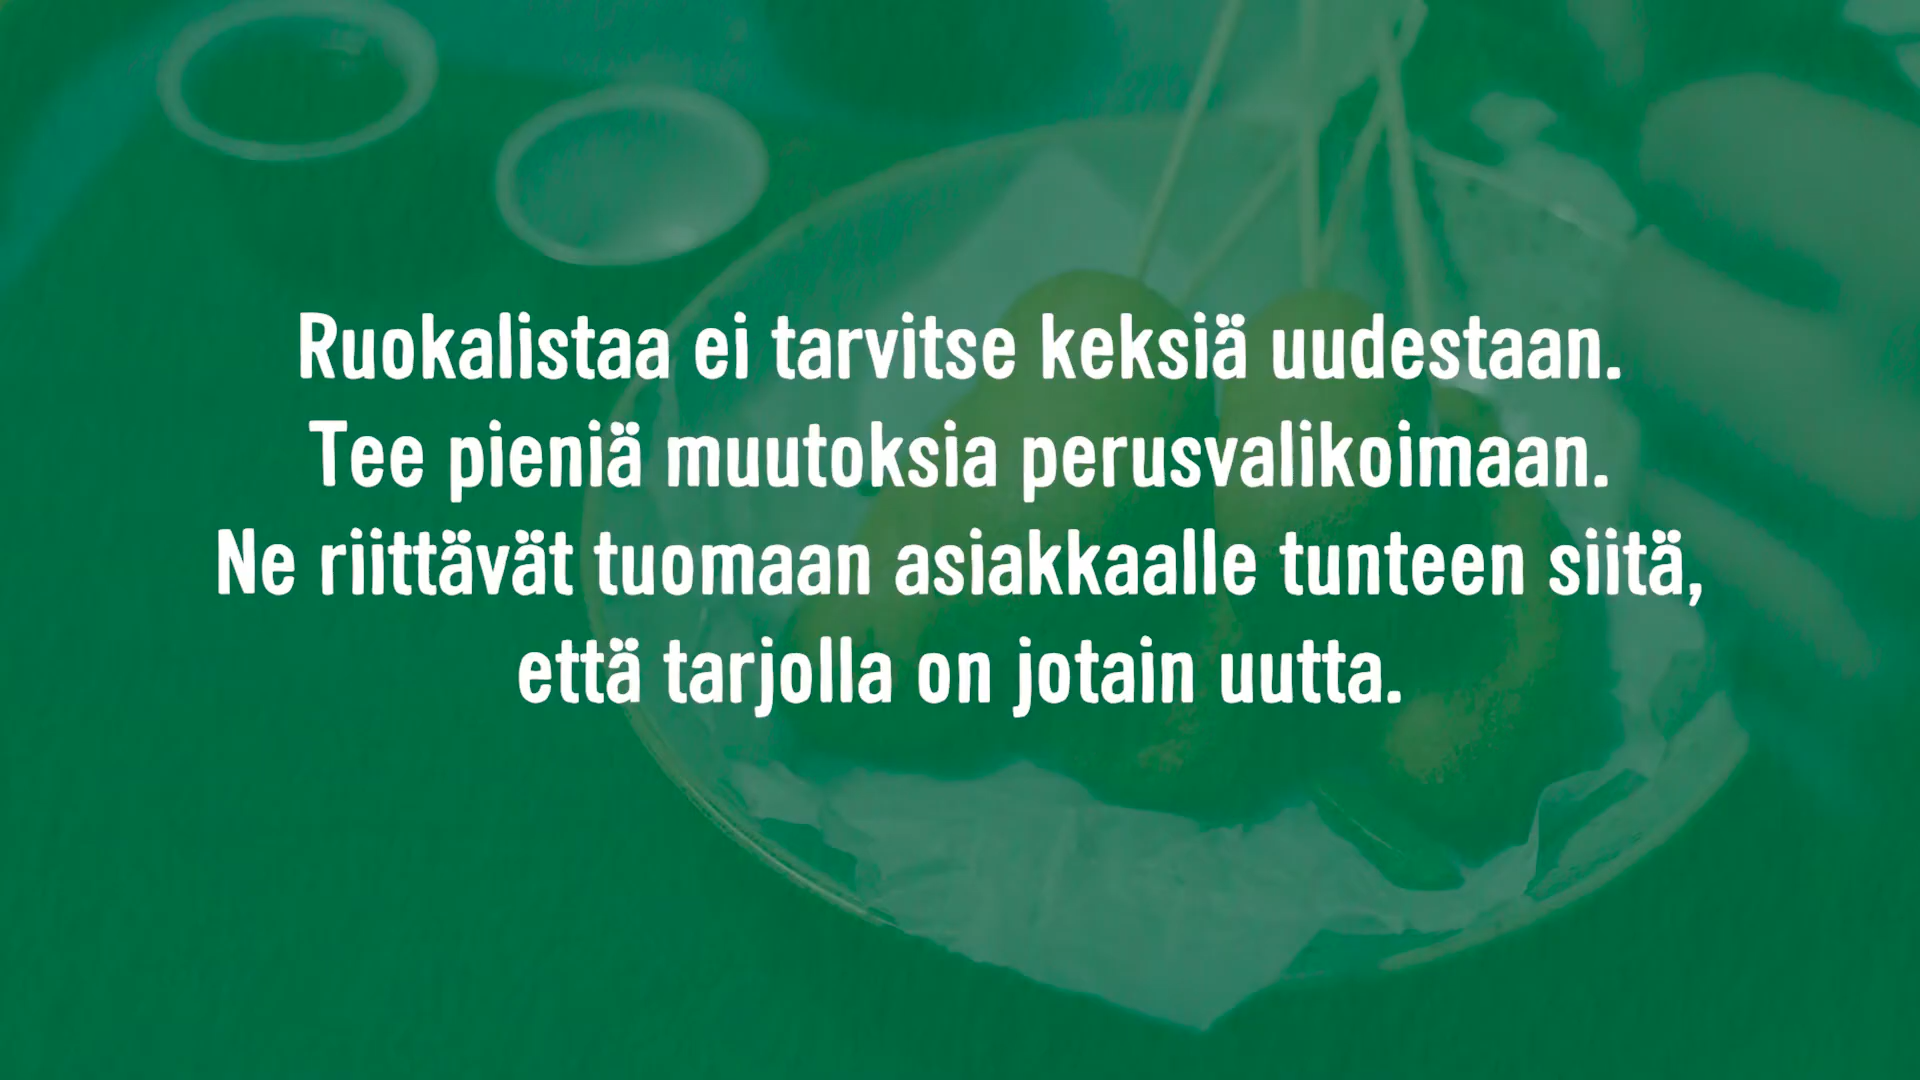 Ruokalistaa ei tarvitse keksiä uudestaan.
Tee pieniä muutoksia perusvalikoimaan.
Ne riittävät tuomaan asiakkaalle tunteen siitä,
että tarjolla on jotain uutta.